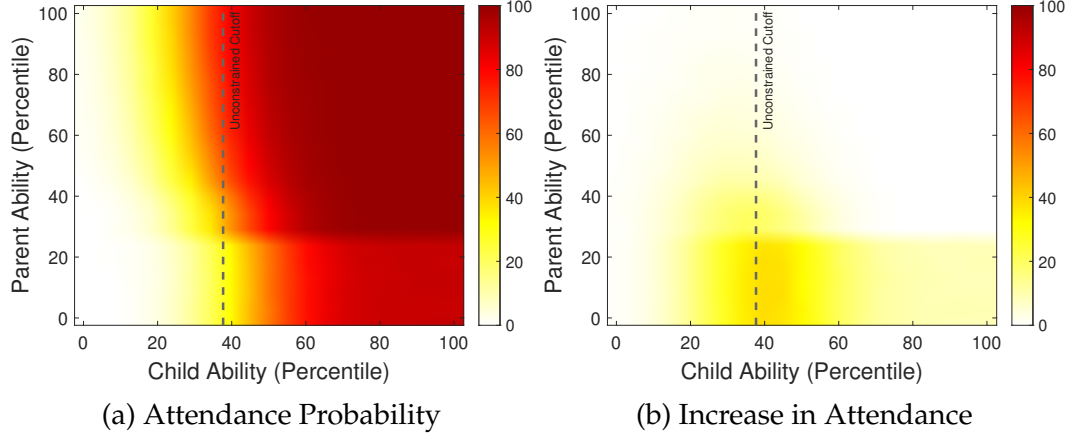 100
80
60
40
20
0
Parent Ability (Percentile)
Unconstrained Cutoff
0 20 40 60 80 100
Child Ability (Percentile)
100
80
60
40
20
0
(a) Attendance Probability
100
80
60
40
20
0
Parent Ability (Percentile)
Unconstrained Cutoff
0 20 40 60 80 100
Child Ability (Percentile)
100
80
60
40
20
0
(b) Increase in Attendance